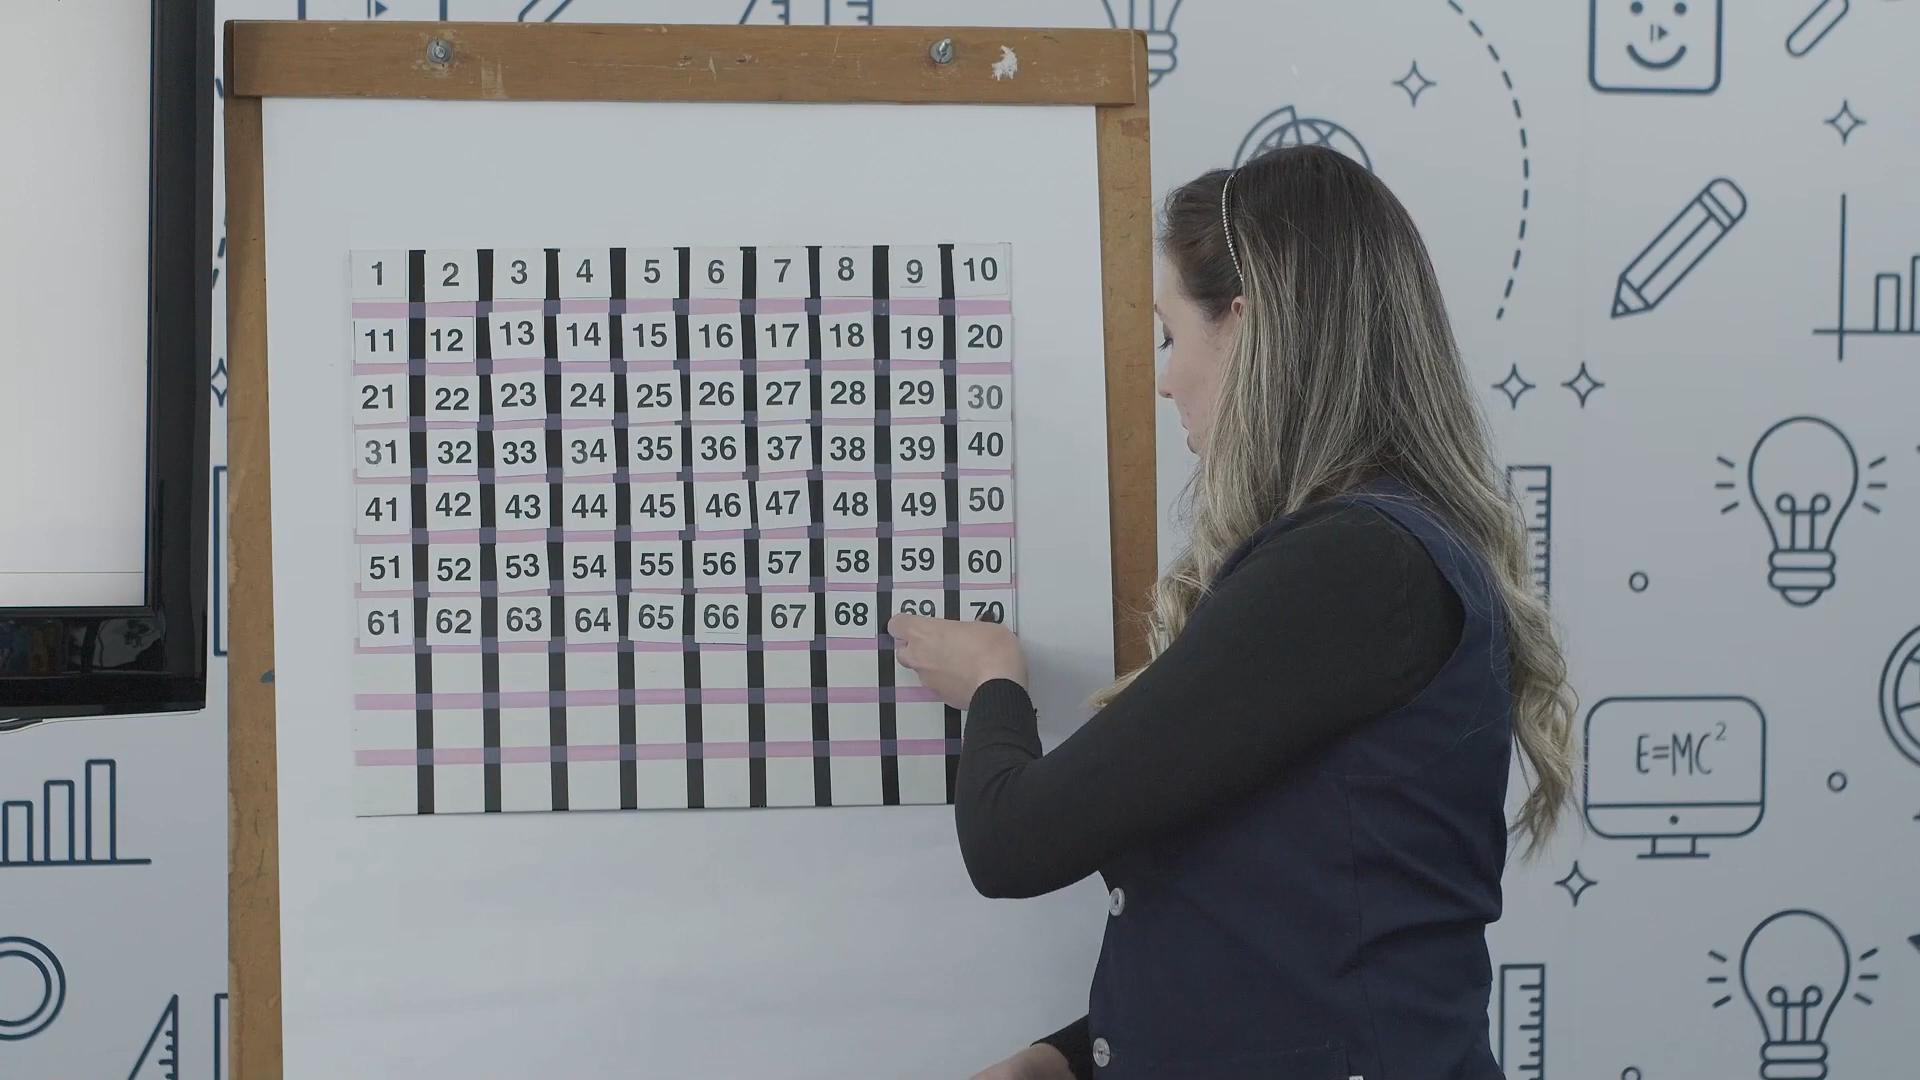 1 2 3 4 5 6 7 8 9 10
11 12 13 14 15 16 17 18 19 20
21 22 23 24 25 26 27 28 29 30
31 32 33 34 35 36 37 38 39 40
41 42 43 44 45 46 47 48 49 50
51 52 53 54 55 56 57 58 59 60
61 62 63 64 65 66 67 68 69 70
E=MC²